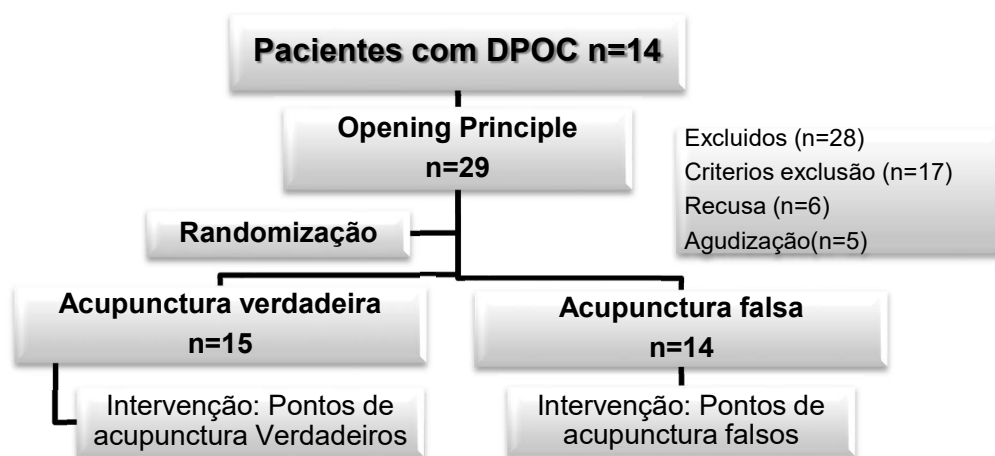 Pacientes com DPOC n=14
Opening Principle
n=29
Excluidos (n=28)
Criterios exclusão (n=17)
Recusa (n=6)
Agudização(n=5)
Randomização
Acupunctura verdadeira
n=15
Acupunctura falsa
n=14
Intervenção: Pontos de
acupunctura Verdadeiros
Intervenção: Pontos de
acupunctura falsos